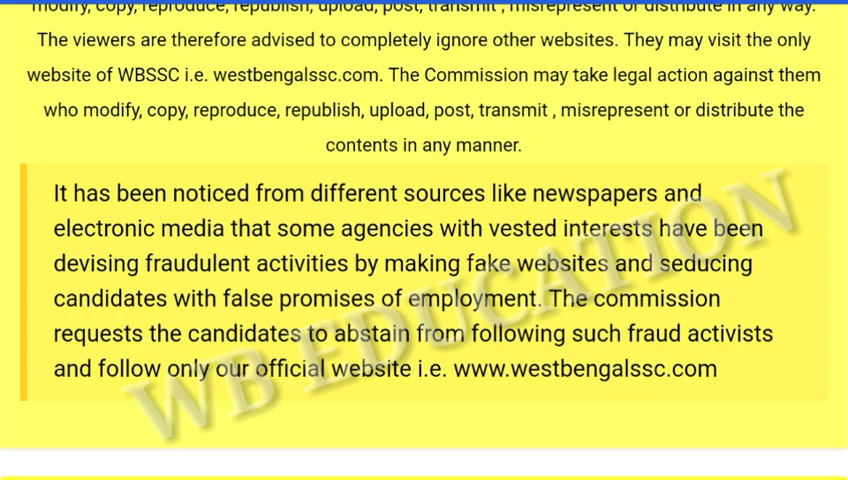 modify, copy, reproduce, republish, upload, post, transmit , misrepresent or distribute in any way.
The viewers are therefore advised to completely ignore other websites. They may visit the only
website of WBSSC i.e. westbengalssc.com. The Commission may take legal action against them
who modify, copy, reproduce, republish, upload, post, transmit , misrepresent or distribute the
contents in any manner.
It has been noticed from different sources like newspapers and
electronic media that some agencies with vested interests have been
devising fraudulent activities by making fake websites and seducing
candidates with false promises of employment. The commission
requests the candidates to abstain from following such fraud activists
and follow only our official website i.e. www.westbengalssc.com
WB EDUCATION